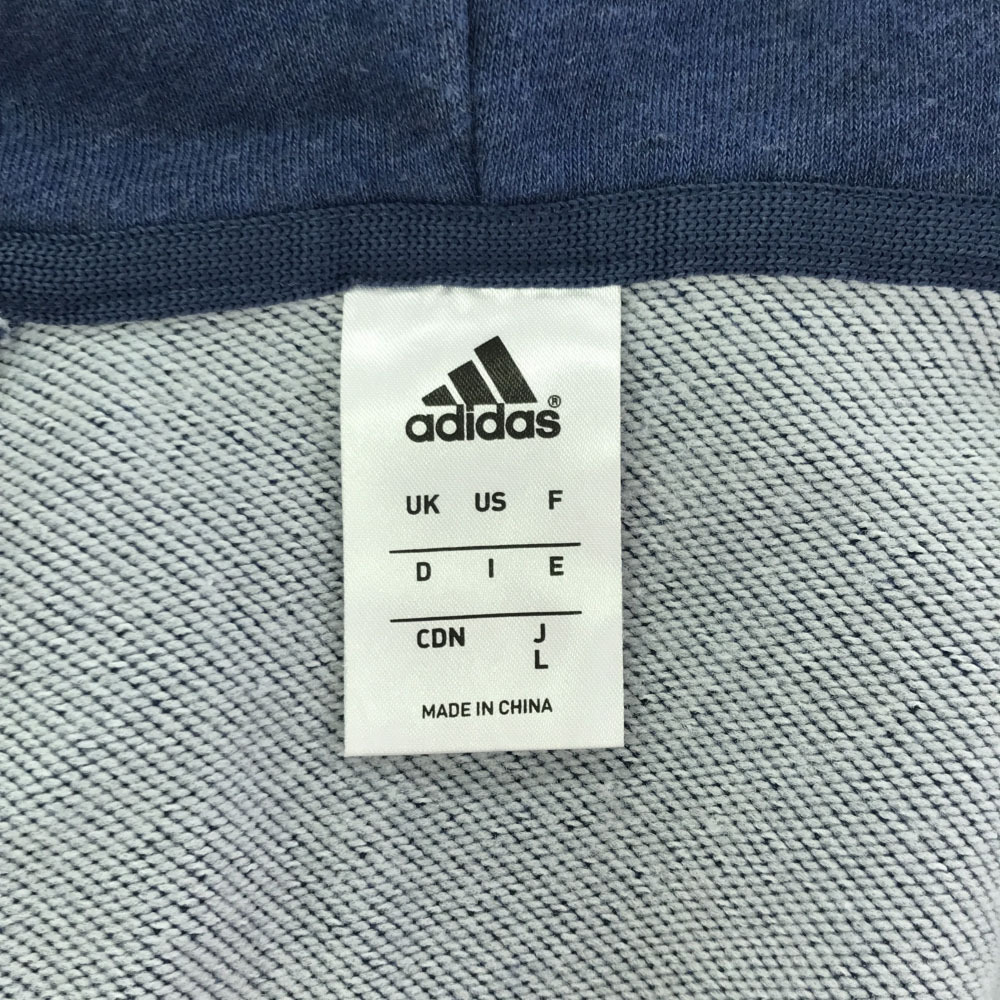 adidas®
UK US F
D I E
CDN J
L
MADE IN CHINA